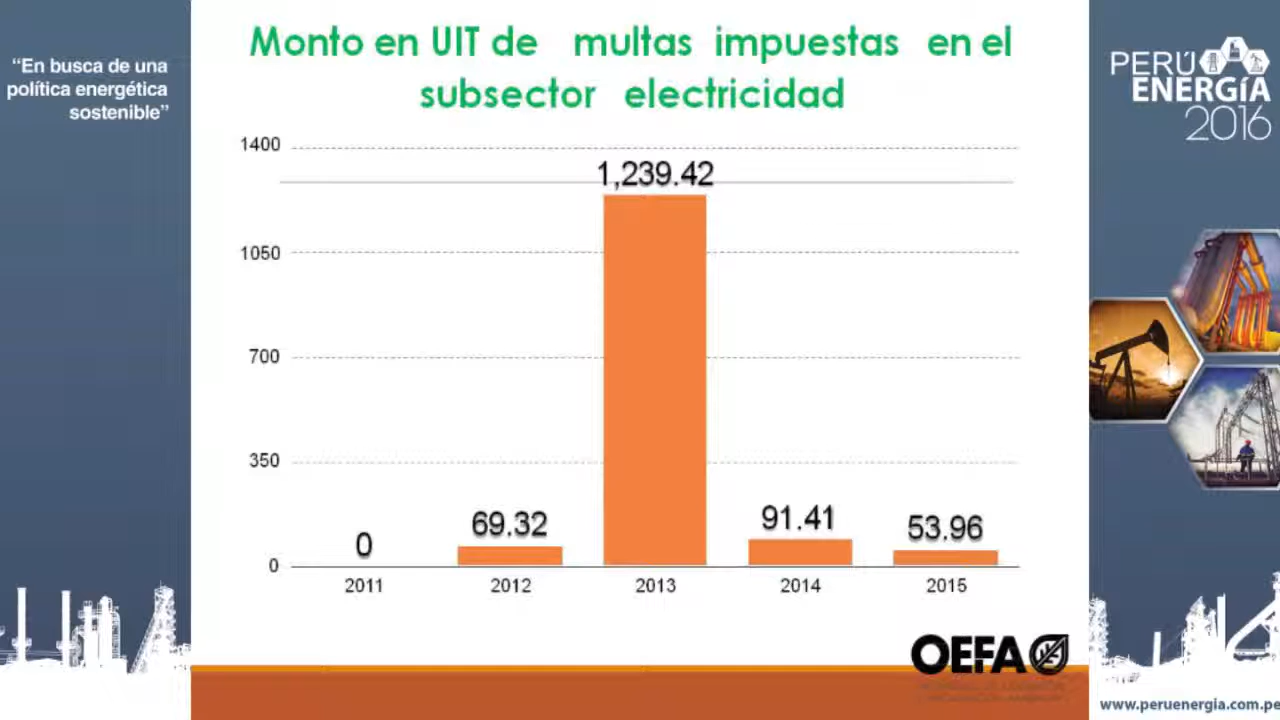 “En busca de una
política energética
sostenible”
Monto en UIT de multas impuestas en el
subsector electricidad
PERÚ
ENERGÍA
2016
1400
1,239.42
1050
700
350
0
0
69.32
91.41
53.96
2011
2012
2013
2014
2015
OEFA
www.peruenergia.com.pe